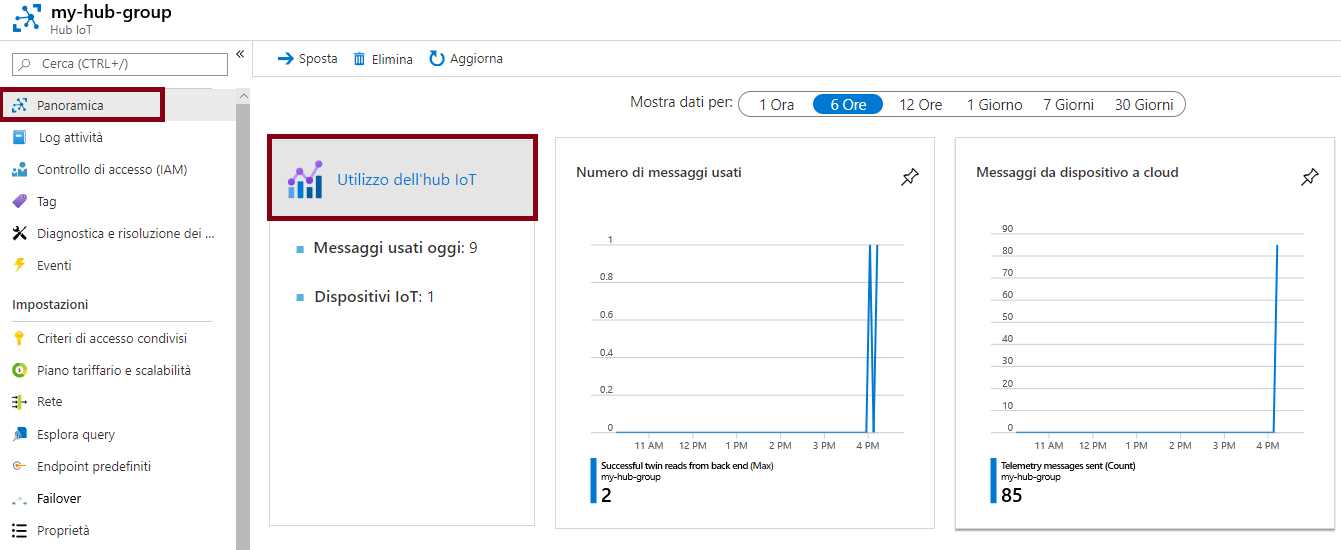 my-hub-group
Hub IoT
Cerca (CTRL+/)
«
Panoramica
Log attività
Controllo di accesso (IAM)
Tag
Diagnostica e risoluzione dei ...
Eventi
Impostazioni
Criteri di accesso condivisi
Piano tariffario e scalabilità
Rete
Esplora query
Endpoint predefiniti
Failover
Proprietà
Sposta Elimina Aggiorna
Mostra dati per: 1 Ora 6 Ore 12 Ore 1 Giorno 7 Giorni 30 Giorni
Utilizzo dell'hub IoT
Messaggi usati oggi: 9
Dispositivi IoT: 1
Numero di messaggi usati
1
0.8
0.6
0.4
0.2
0
11 AM 12 PM 1 PM 2 PM 3 PM 4 PM
Successful twin reads from back end (Max)
my-hub-group
2
Messaggi da dispositivo a cloud
90
80
70
60
50
40
30
20
10
0
11 AM 12 PM 1 PM 2 PM 3 PM 4 PM
Telemetry messages sent (Count)
my-hub-group
85